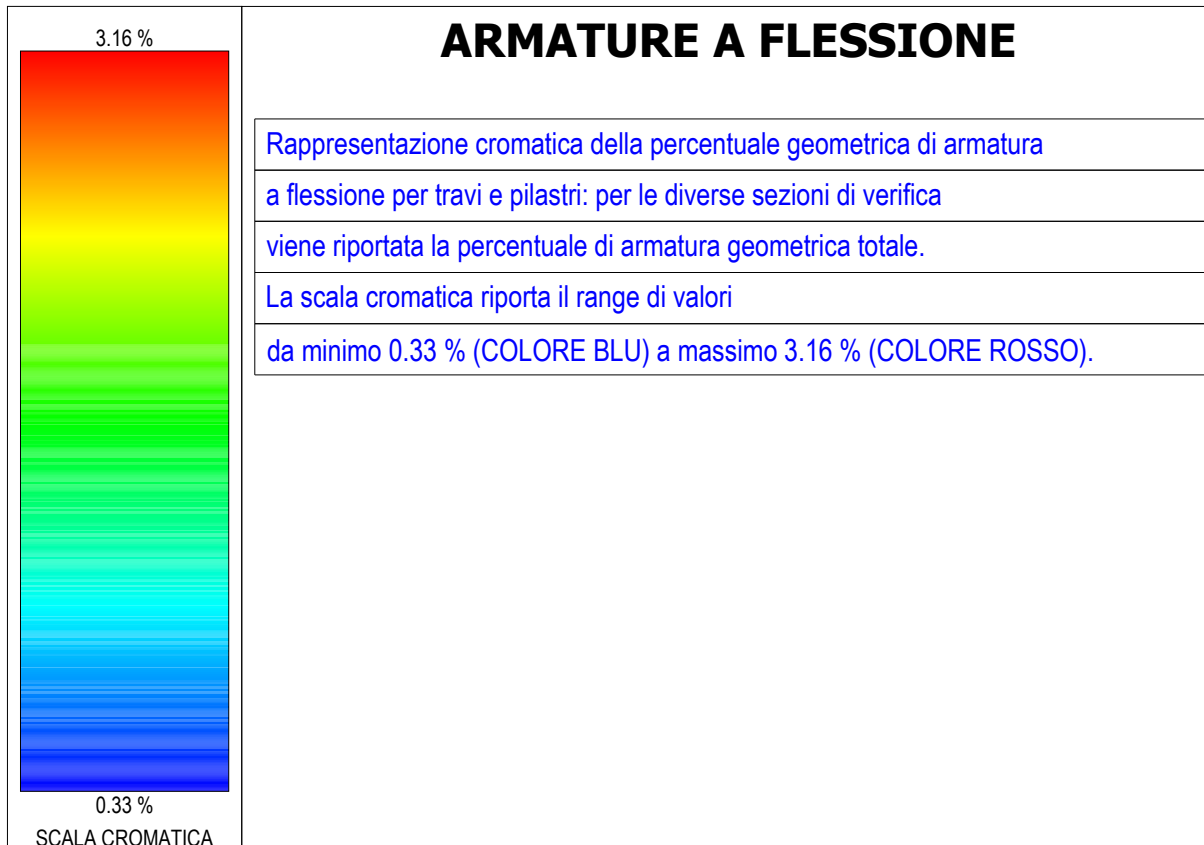 3.16 %
0.33 %
SCALA CROMATICA
ARMATURE A FLESSIONE
Rappresentazione cromatica della percentuale geometrica di armatura
a flessione per travi e pilastri: per le diverse sezioni di verifica
viene riportata la percentuale di armatura geometrica totale.
La scala cromatica riporta il range di valori
da minimo 0.33 % (COLORE BLU) a massimo 3.16 % (COLORE ROSSO).